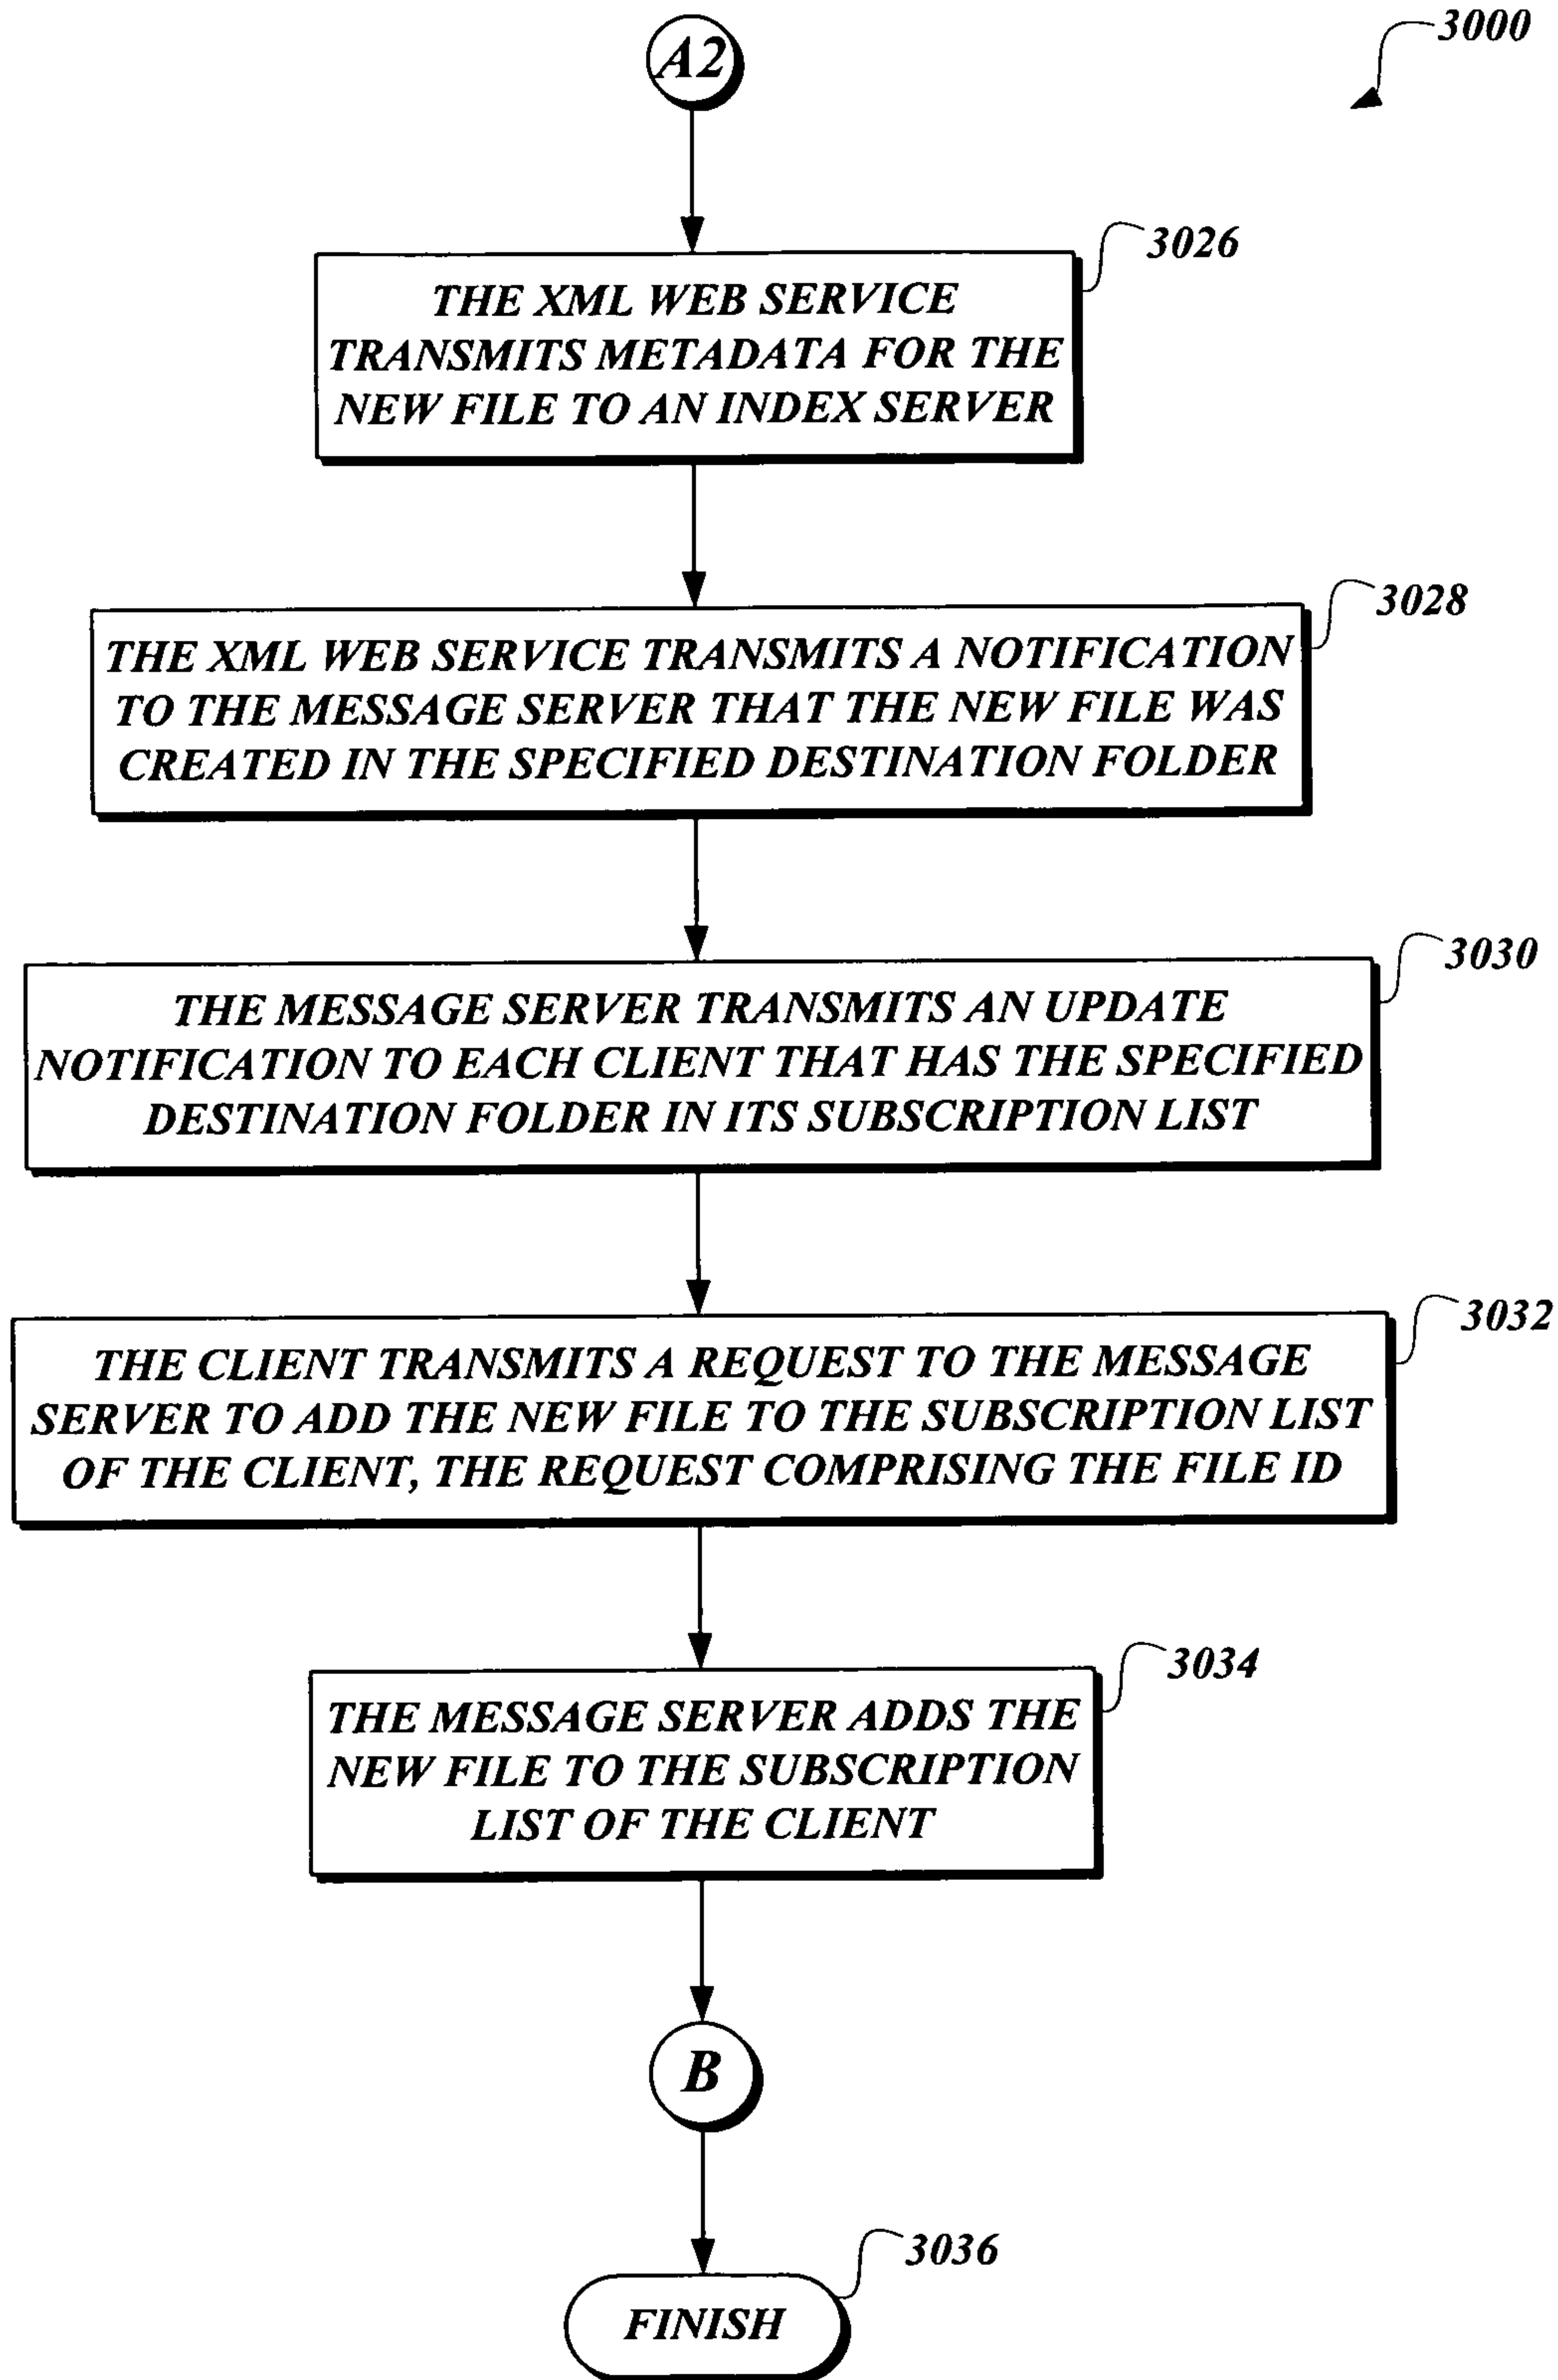 A2
3000
3026
THE XML WEB SERVICE
TRANSMITS METADATA FOR THE
NEW FILE TO AN INDEX SERVER
3028
THE XML WEB SERVICE TRANSMITS A NOTIFICATION
TO THE MESSAGE SERVER THAT THE NEW FILE WAS
CREATED IN THE SPECIFIED DESTINATION FOLDER
3030
THE MESSAGE SERVER TRANSMITS AN UPDATE
NOTIFICATION TO EACH CLIENT THAT HAS THE SPECIFIED
DESTINATION FOLDER IN ITS SUBSCRIPTION LIST
3032
THE CLIENT TRANSMITS A REQUEST TO THE MESSAGE
SERVER TO ADD THE NEW FILE TO THE SUBSCRIPTION LIST
OF THE CLIENT, THE REQUEST COMPRISING THE FILE ID
3034
THE MESSAGE SERVER ADDS THE
NEW FILE TO THE SUBSCRIPTION
LIST OF THE CLIENT
B
3036
FINISH